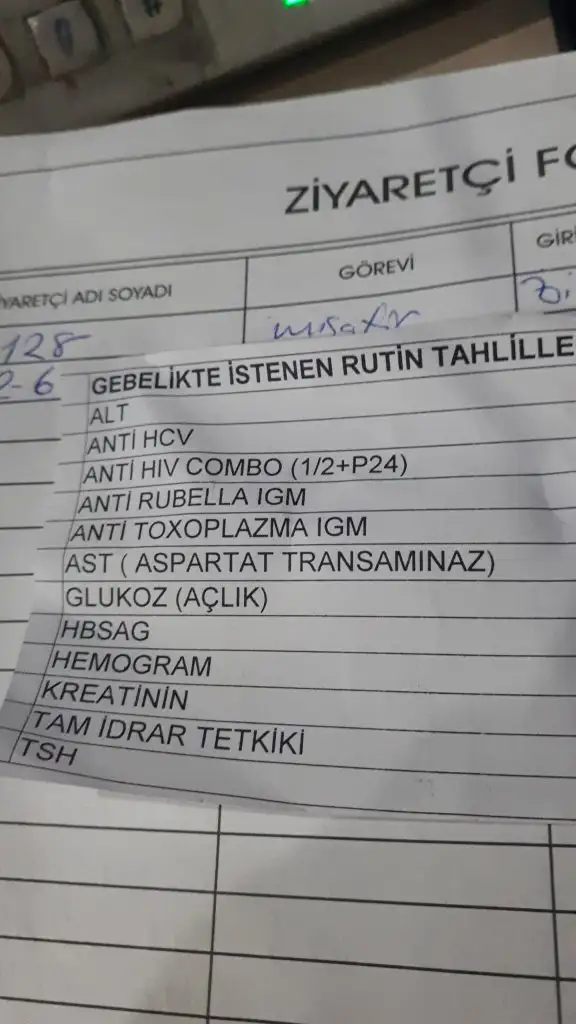 ZİYARETÇİ FO
YARETÇİ ADI SOYADI
GÖREVİ
GİRİ
128
misafir
2-6
GEBELİKTE İSTENEN RUTİN TAHLİLLE
ALT
ANTİ HCV
ANTİ HIV COMBO (1/2+P24)
ANTİ RUBELLA IGM
ANTİ TOXOPLAZMA IGM
AST ( ASPARTAT TRANSAMINAZ)
GLUKOZ (AÇLIK)
HBSAG
HEMOGRAM
KREATİNİN
TAM İDRAR TETKİKİ
TSH